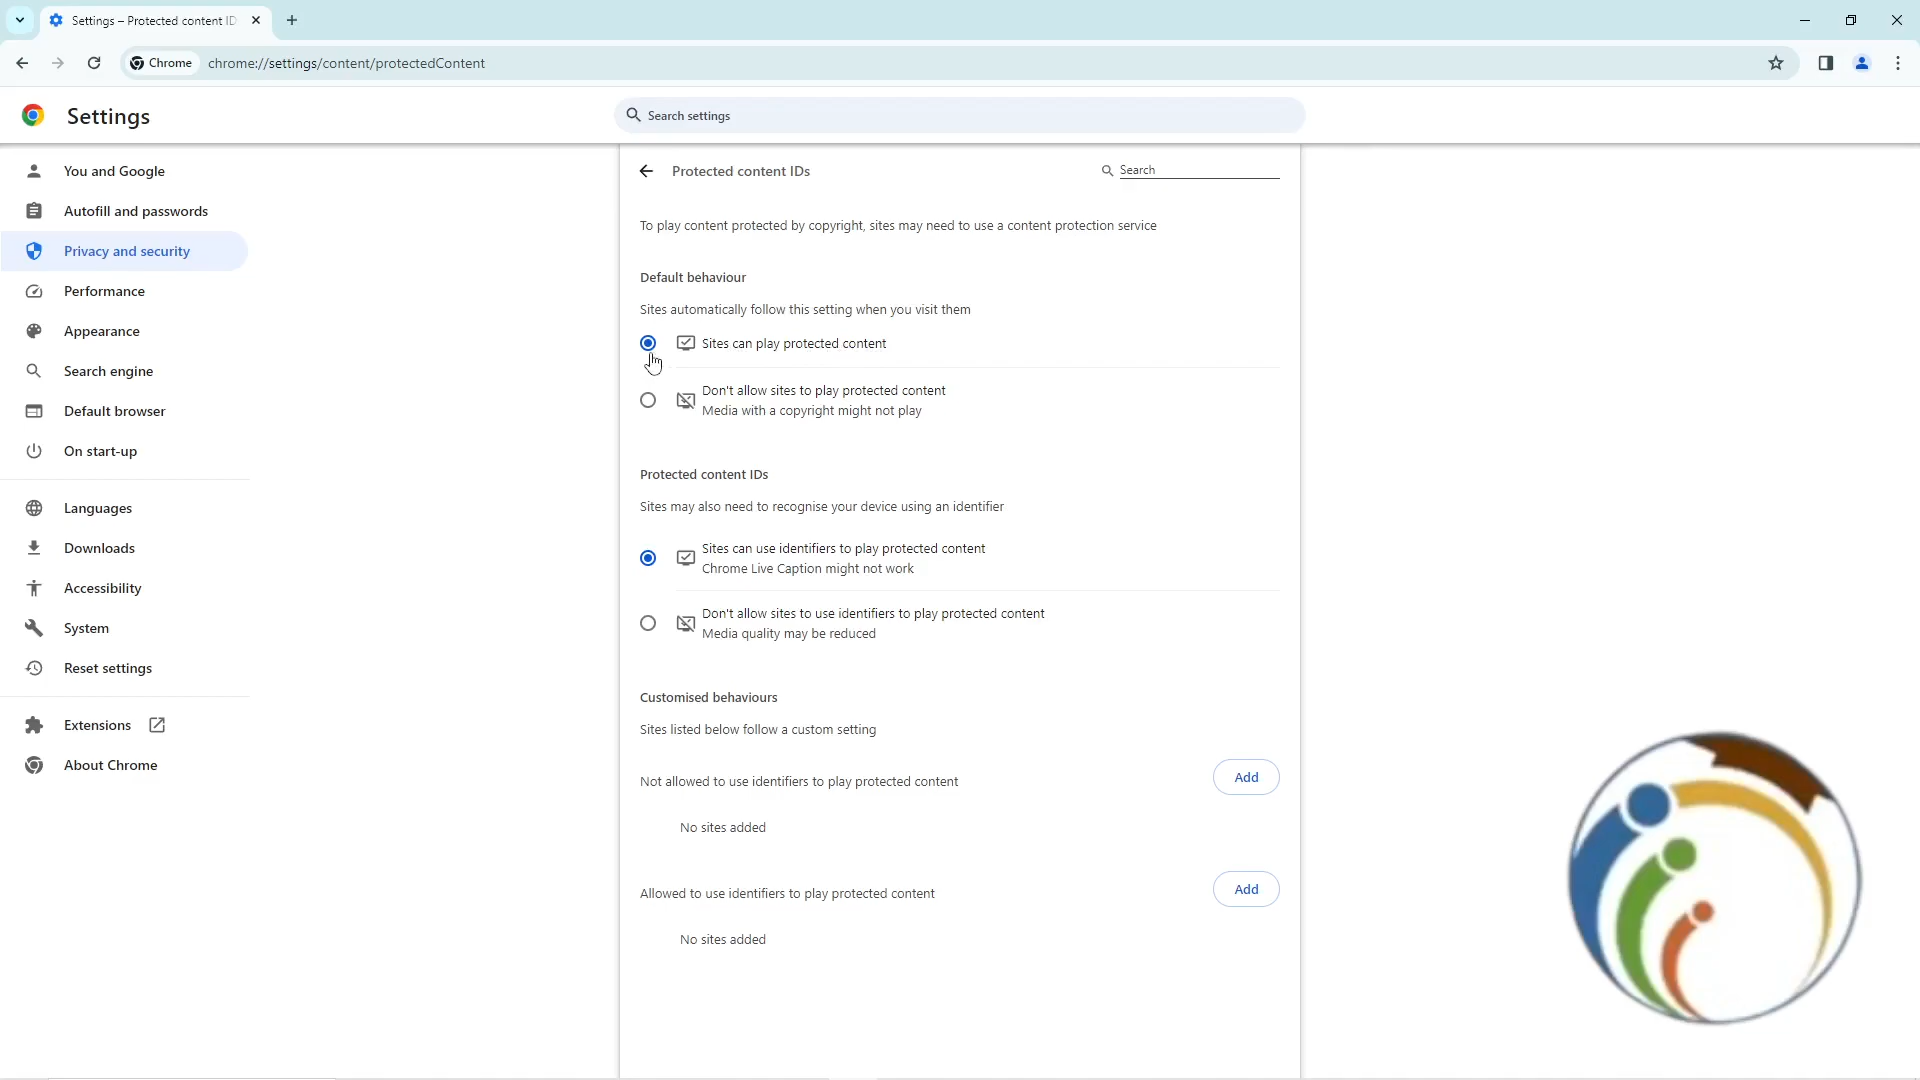 Settings – Protected content ID
Chrome
chrome://settings/content/protectedContent
Settings
Search settings
You and Google
Autofill and passwords
Privacy and security
Performance
Appearance
Search engine
Default browser
On start-up
Languages
Downloads
Accessibility
System
Reset settings
Extensions
About Chrome
Protected content IDs
Search
To play content protected by copyright, sites may need to use a content protection service
Default behaviour
Sites automatically follow this setting when you visit them
Sites can play protected content
Don't allow sites to play protected content
Media with a copyright might not play
Protected content IDs
Sites may also need to recognise your device using an identifier
Sites can use identifiers to play protected content
Chrome Live Caption might not work
Don't allow sites to use identifiers to play protected content
Media quality may be reduced
Customised behaviours
Sites listed below follow a custom setting
Not allowed to use identifiers to play protected content
Add
No sites added
Allowed to use identifiers to play protected content
Add
No sites added